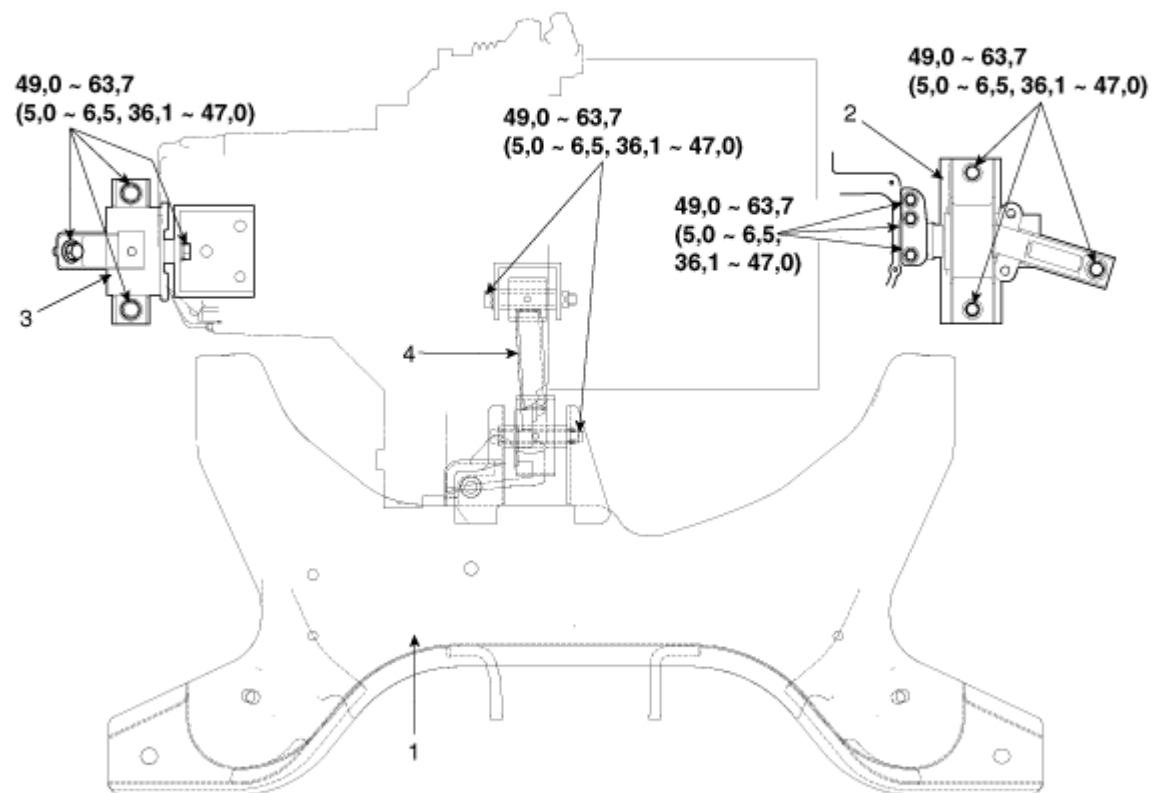 49,0 ~ 63,7
(5,0 ~ 6,5, 36,1 ~ 47,0)
49,0 ~ 63,7
(5,0 ~ 6,5, 36,1 ~ 47,0)
49,0 ~ 63,7
(5,0 ~ 6,5, 36,1 ~ 47,0)
2
49,0 ~ 63,7
(5,0 ~ 6,5,
36,1 ~ 47,0)
3
4
1